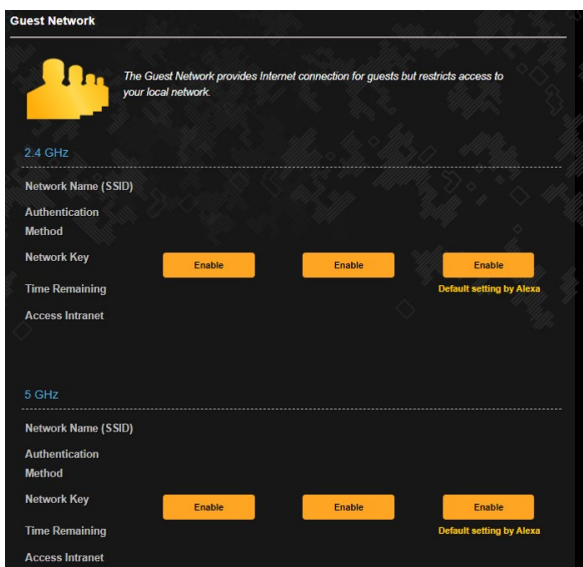 Guest Network
The Guest Network provides Internet connection for guests but restricts access to
your local network.
2.4 GHz
Network Name (SSID)
Authentication
Method
Network Key
Enable Enable Enable
Time Remaining
Default setting by Alexa
Access Intranet
5 GHz
Network Name (SSID)
Authentication
Method
Network Key
Enable Enable Enable
Time Remaining
Default setting by Alexa
Access Intranet